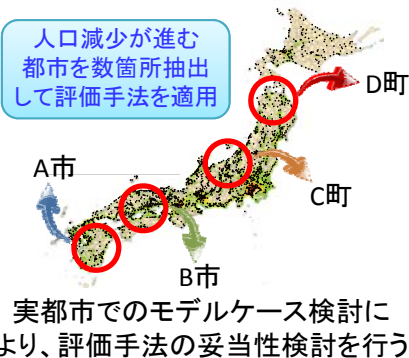 人口減少が進む
都市を数箇所抽出
して評価手法を適用
D町
A市
C町
B市
実都市でのモデルケース検討に
より、評価手法の妥当性検討を行う